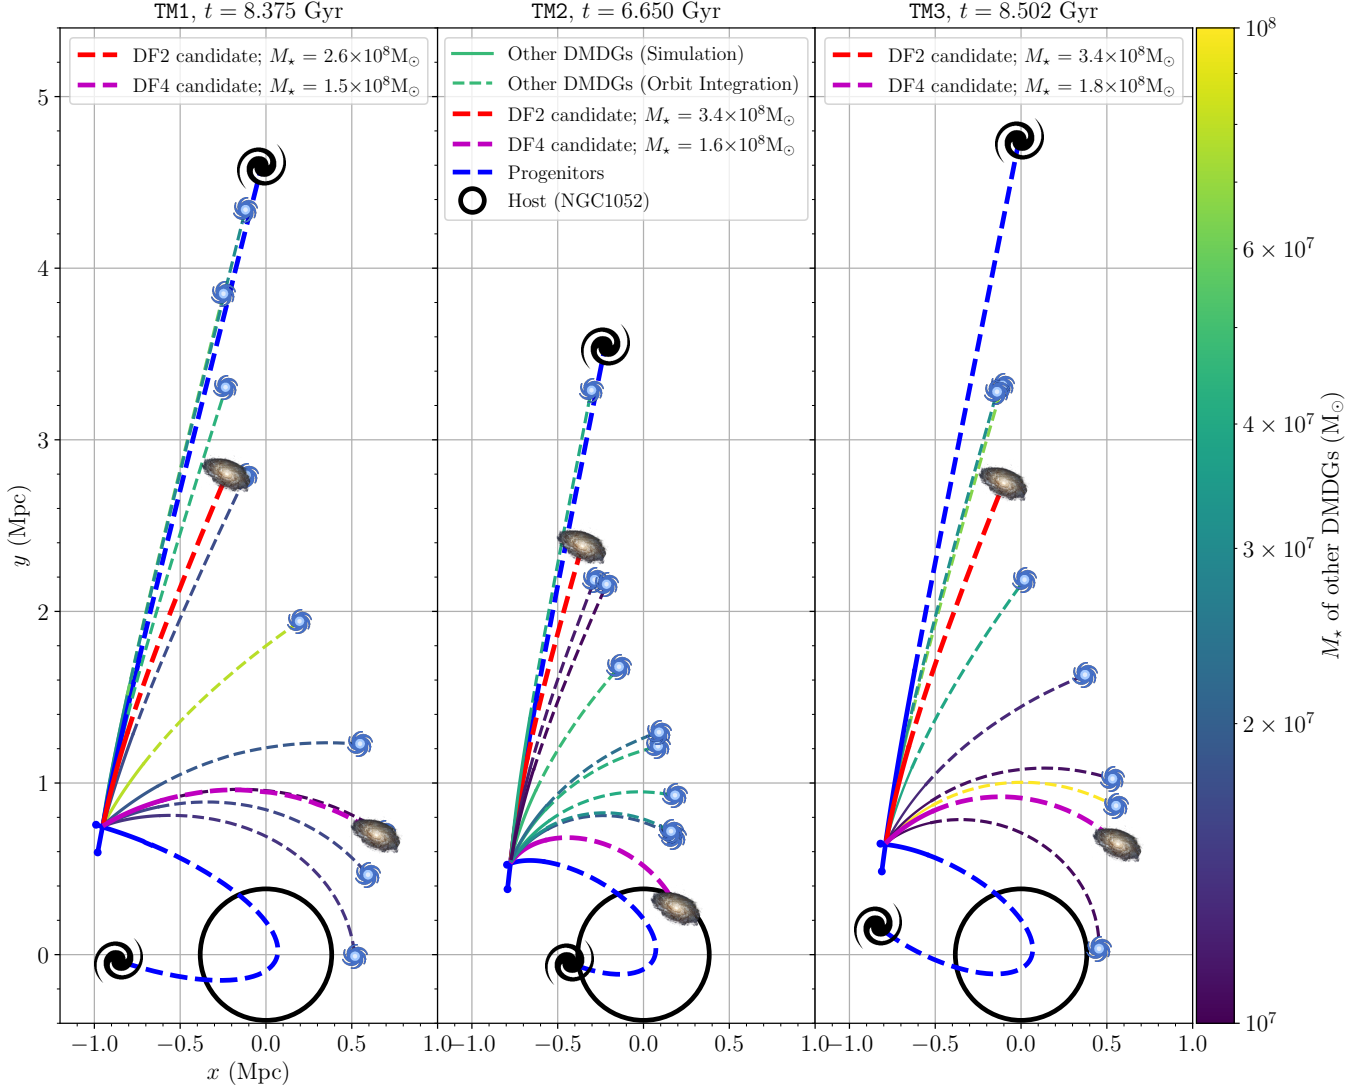 TM1, t = 8.375 Gyr
TM2, t = 6.650 Gyr
TM3, t = 8.502 Gyr
DF2 candidate; M⋆ = 2.6×10⁸M☉
DF4 candidate; M⋆ = 1.5×10⁸M☉
Other DMDGs (Simulation)
Other DMDGs (Orbit Integration)
DF2 candidate; M⋆ = 3.4×10⁸M☉
DF4 candidate; M⋆ = 1.6×10⁸M☉
Progenitors
Host (NGC1052)
DF2 candidate; M⋆ = 3.4×10⁸M☉
DF4 candidate; M⋆ = 1.8×10⁸M☉
y (Mpc)
5
4
3
2
1
0
−1.0 −0.5 0.0 0.5 1.0
−1.0 −0.5 0.0 0.5 1.0
−1.0 −0.5 0.0 0.5 1.0
x (Mpc)
10⁸
6 × 10⁷
4 × 10⁷
3 × 10⁷
2 × 10⁷
10⁷
M⋆ of other DMDGs (M☉)